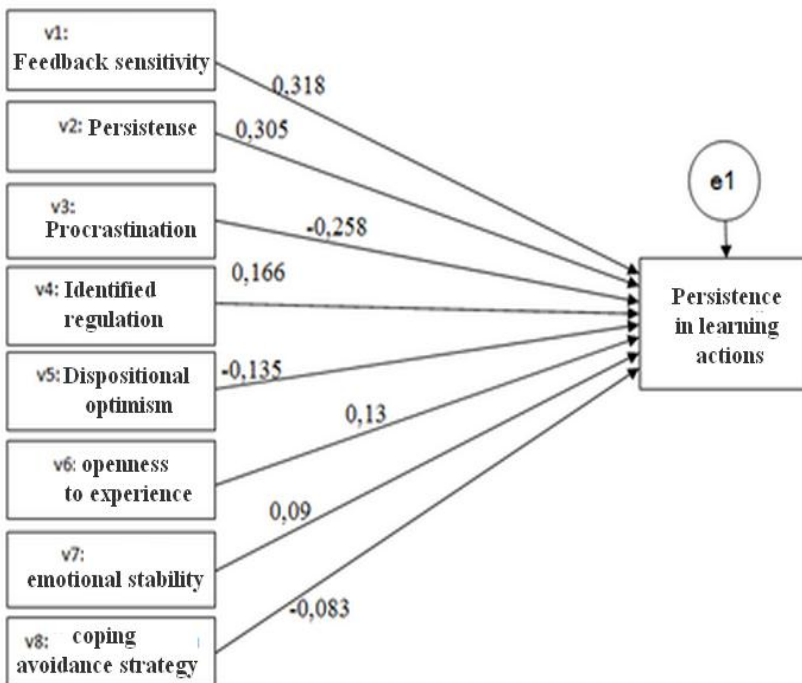 v1:
Feedback sensitivity
0,318
v2: Persistense
0,305
e1
v3:
Procrastination
-0,258
v4: Identified
regulation
0,166
Persistence
in learning
actions
v5: Dispositional
optimism
-0,135
v6: openness
to experience
0,13
v7:
emotional stability
0,09
v8: coping
avoidance strategy
-0,083